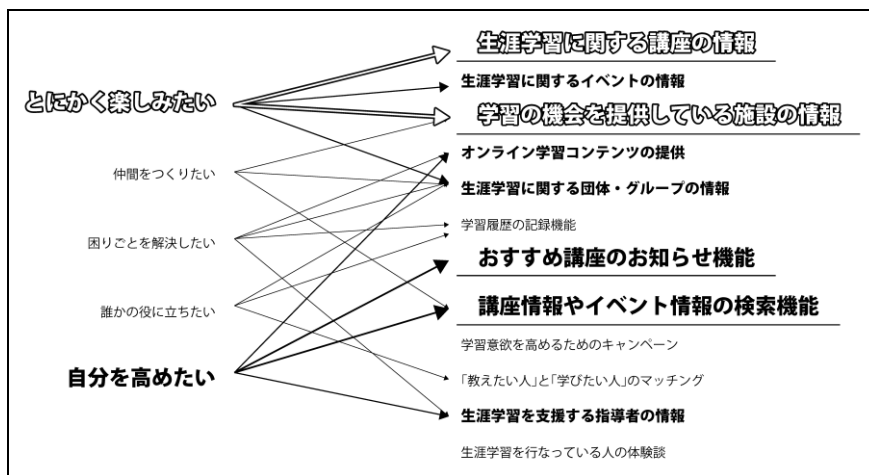 とにかく楽しみたい
仲間をつくりたい
困りごとを解決したい
誰かの役に立ちたい
自分を高めたい
生涯学習に関する講座の情報
生涯学習に関するイベントの情報
学習の機会を提供している施設の情報
オンライン学習コンテンツの提供
生涯学習に関する団体・グループの情報
学習履歴の記録機能
おすすめ講座のお知らせ機能
講座情報やイベント情報の検索機能
学習意欲を高めるためのキャンペーン
「教えたい人」と「学びたい人」のマッチング
生涯学習を支援する指導者の情報
生涯学習を行なっている人の体験談